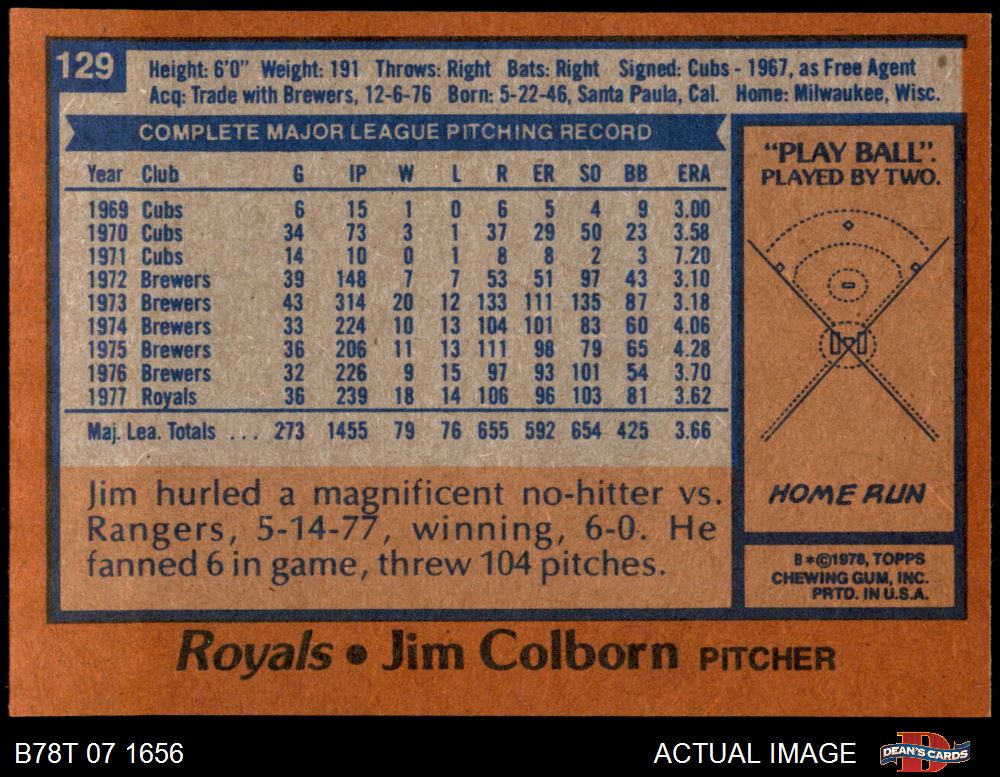 129
Height: 6'0" Weight: 191 Throws: Right Bats: Right Signed: Cubs - 1967, as Free Agent
Acq: Trade with Brewers, 12-6-76 Born: 5-22-46, Santa Paula, Cal. Home: Milwaukee, Wisc.
COMPLETE MAJOR LEAGUE PITCHING RECORD
Year Club G IP W L R ER SO BB ERA
1969 Cubs 6 15 1 0 6 5 4 9 3.00
1970 Cubs 34 73 3 1 37 29 50 23 3.58
1971 Cubs 14 10 0 1 8 8 2 3 7.20
1972 Brewers 39 148 7 7 53 51 97 43 3.10
1973 Brewers 43 314 20 12 133 111 135 87 3.18
1974 Brewers 33 224 10 13 104 101 83 60 4.06
1975 Brewers 36 206 11 13 111 98 79 65 4.28
1976 Brewers 32 226 9 15 97 93 101 54 3.70
1977 Royals 36 239 18 14 106 96 103 81 3.62
Maj. Lea. Totals ... 273 1455 79 76 655 592 654 425 3.66
Jim hurled a magnificent no-hitter vs.
Rangers, 5-14-77, winning, 6-0. He
fanned 6 in game, threw 104 pitches.
"PLAY BALL".
PLAYED BY TWO.
HOME RUN
B*©1978, TOPPS
CHEWING GUM, INC.
PRTD. IN U.S.A.
Royals • Jim Colborn PITCHER
B78T 07 1656
ACTUAL IMAGE
D
DEAN'S CARDS